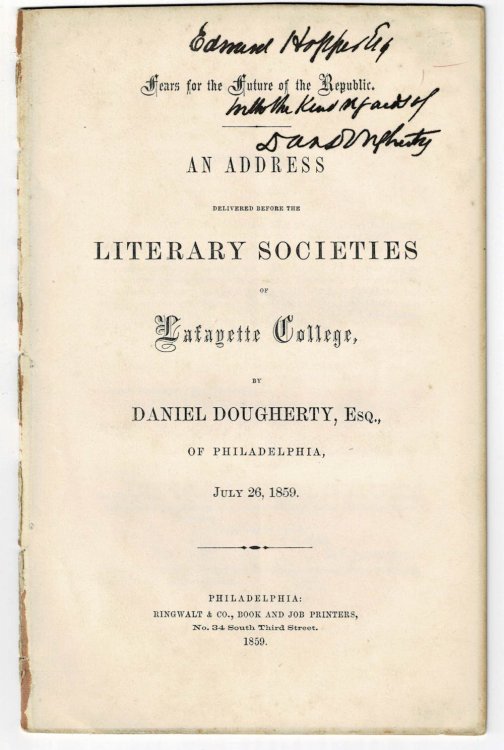 Edward Hopper Esq
Fears for the Future of the Republic.
With the Kind regards of
Danl Dougherty
AN ADDRESS
DELIVERED BEFORE THE
LITERARY SOCIETIES
OF
Lafayette College,
BY
DANIEL DOUGHERTY, Esq.,
OF PHILADELPHIA,
July 26, 1859.
PHILADELPHIA:
RINGWALT & CO., BOOK AND JOB PRINTERS,
No. 34 South Third Street.
1859.